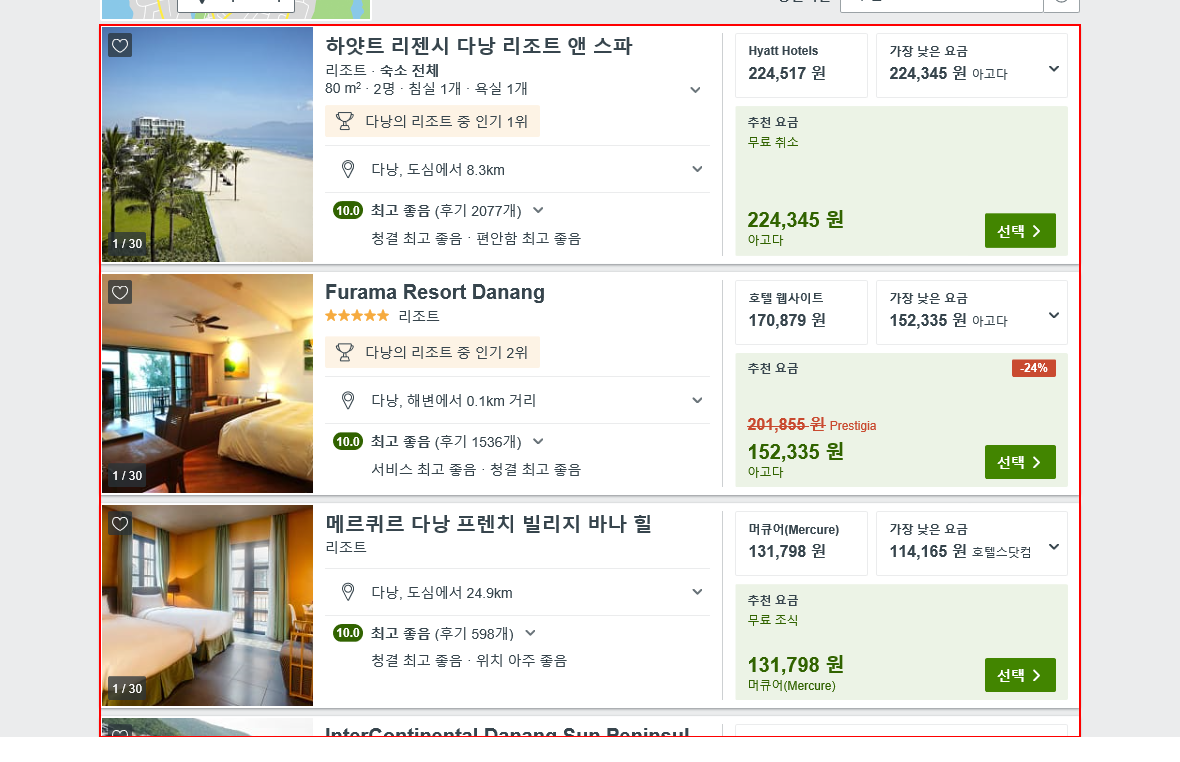 하얏트 리젠시 다낭 리조트 앤 스파
리조트 · 숙소 전체
80 m² · 2명 · 침실 1개 · 욕실 1개
다낭의 리조트 중 인기 1위
다낭, 도심에서 8.3km
10.0 최고 좋음 (후기 2077개)
청결 최고 좋음 · 편안함 최고 좋음
1 / 30
Hyatt Hotels
224,517 원
가장 낮은 요금
224,345 원 아고다
추천 요금
무료 취소
224,345 원
아고다
선택
Furama Resort Danang
리조트
다낭의 리조트 중 인기 2위
다낭, 해변에서 0.1km 거리
10.0 최고 좋음 (후기 1536개)
서비스 최고 좋음 · 청결 최고 좋음
1 / 30
호텔 웹사이트
170,879 원
가장 낮은 요금
152,335 원 아고다
추천 요금
-24%
201,855 원 Prestigia
152,335 원
아고다
선택
메르퀴르 다낭 프렌치 빌리지 바나 힐
리조트
다낭, 도심에서 24.9km
10.0 최고 좋음 (후기 598개)
청결 최고 좋음 · 위치 아주 좋음
1 / 30
머큐어(Mercure)
131,798 원
가장 낮은 요금
114,165 원 호텔스닷컴
추천 요금
무료 조식
131,798 원
머큐어(Mercure)
선택
InterContinental Danang Sun Peninsul